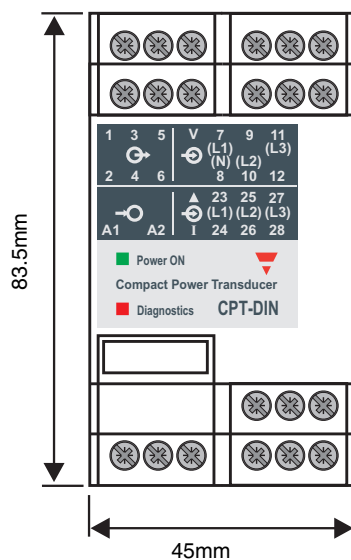 83.5mm
1 3 5 V 7 9 11
(L1) (L3)
(N) (L2)
2 4 6 8 10 12
▲ 23 25 27
(L1) (L2) (L3)
A1 A2 I 24 26 28
Power ON
Compact Power Transducer
Diagnostics CPT-DIN
45mm